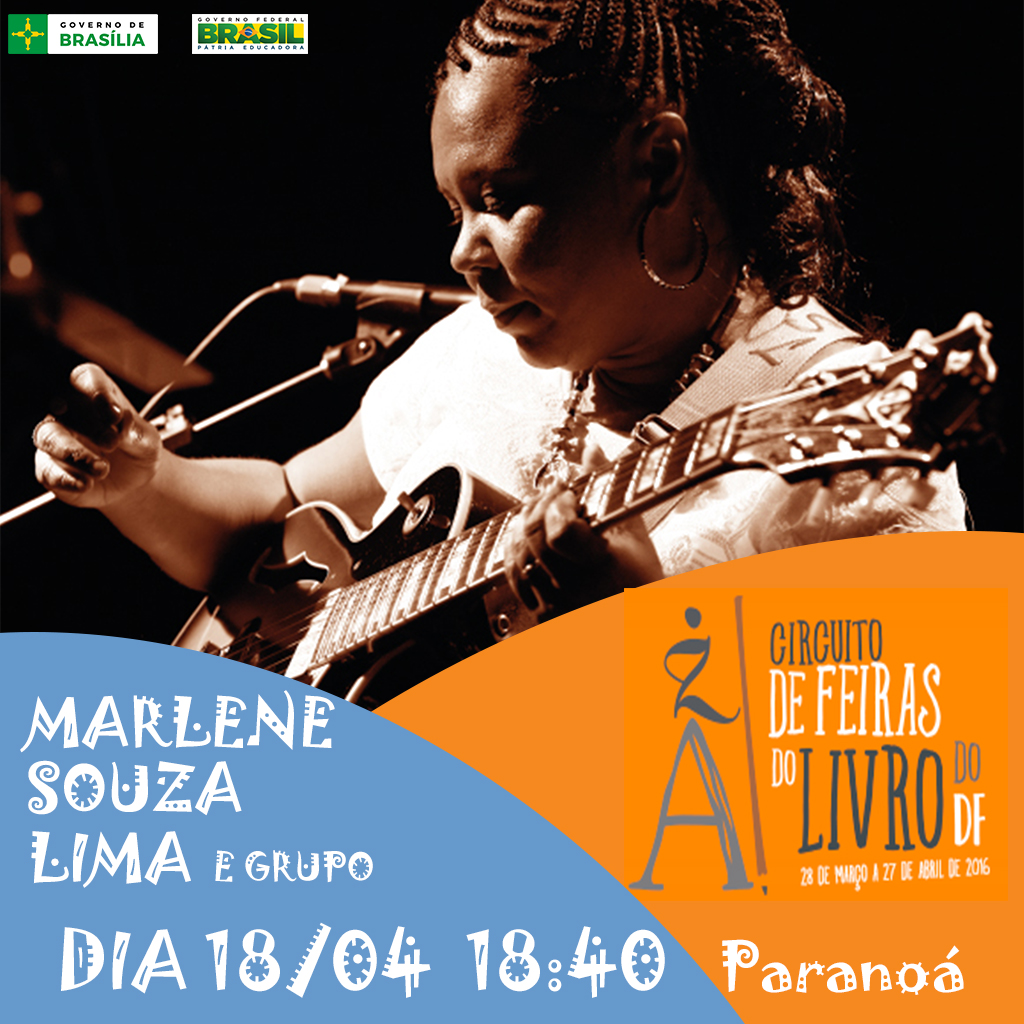 GOVERNO DE
BRASÍLIA
GOVERNO FEDERAL
BRASIL
PÁTRIA EDUCADORA
MARLENE
SOUZA
LIMA E GRUPO
DIA 18/04 18:40
CIRCUITO
DE FEIRAS
DO LIVRO DO
DF
28 DE MARÇO A 27 DE ABRIL DE 2016
Paranoá